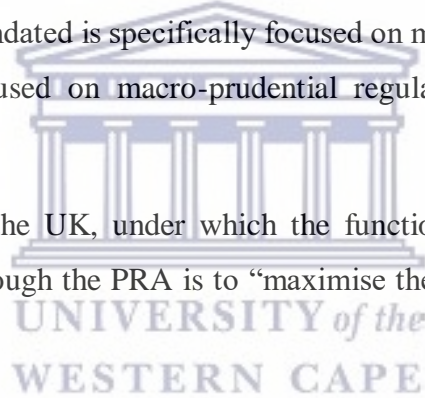 ndated is specifically focused on m
used on macro-prudential regula
he UK, under which the functio
ough the PRA is to “maximise the
UNIVERSITY of the
WESTERN CAPE